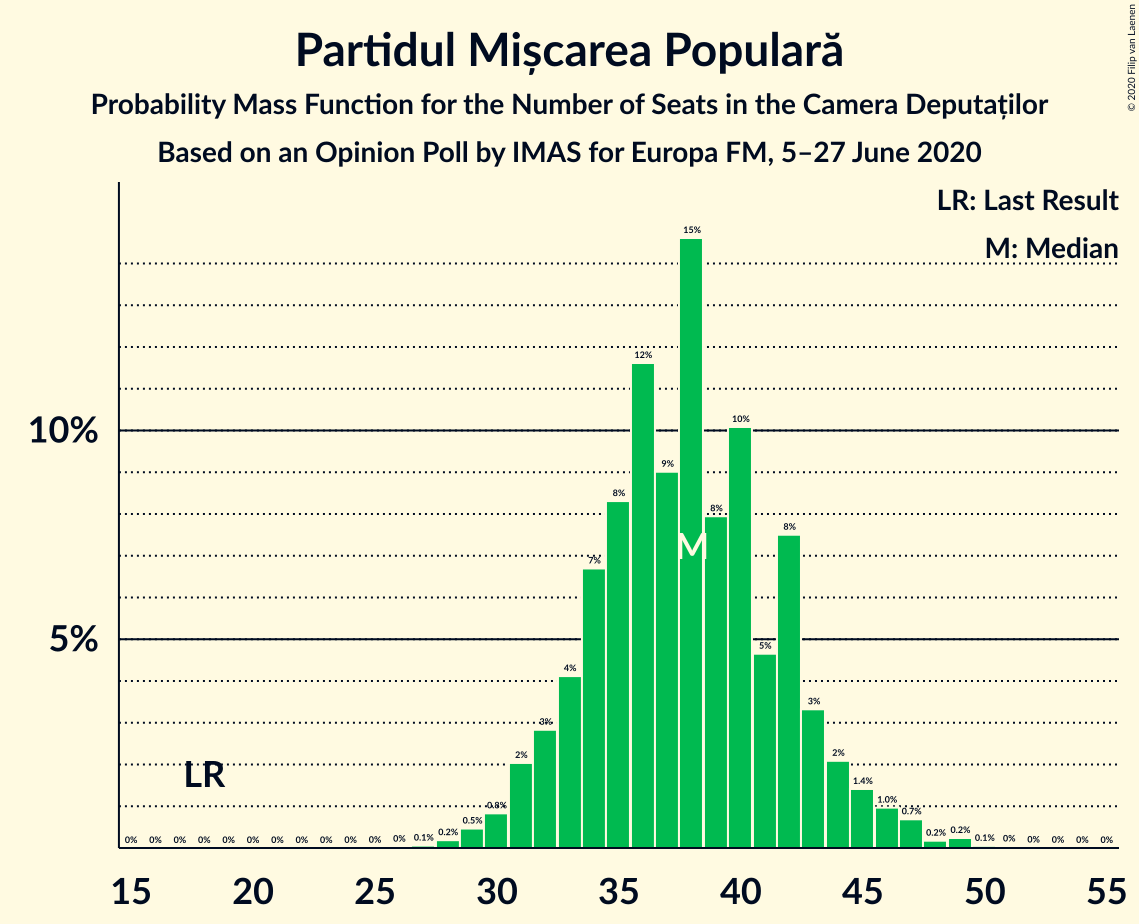 Partidul Mișcarea Populară
Probability Mass Function for the Number of Seats in the Camera Deputaților
Based on an Opinion Poll by IMAS for Europa FM, 5–27 June 2020
© 2020 Filip van Laenen
LR: Last Result
M: Median
10%
5%
LR
M
0% 0% 0% 0% 0% 0% 0% 0% 0% 0% 0% 0% 0.1% 0.2% 0.5% 0.8% 2% 3% 4% 7% 8% 12% 9% 15% 8% 10% 5% 8% 3% 2% 1.4% 1.0% 0.7% 0.2% 0.2% 0.1% 0% 0% 0% 0% 0%
15 20 25 30 35 40 45 50 55